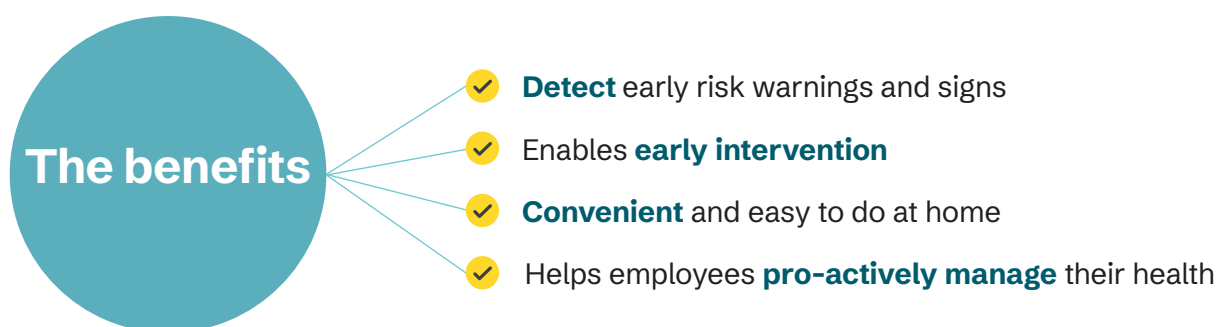 The benefits
Detect early risk warnings and signs
Enables early intervention
Convenient and easy to do at home
Helps employees pro-actively manage their health